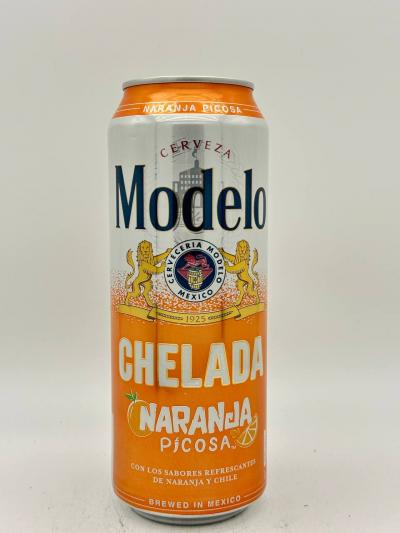 NARANJA PICOSA
CERVEZA
Modelo
CERVECERIA MODELO
MEXICO
1925
CHELADA
NARANJA
PICOSA
CON LOS SABORES REFRESCANTES
DE NARANJA Y CHILE
BREWED IN MEXICO